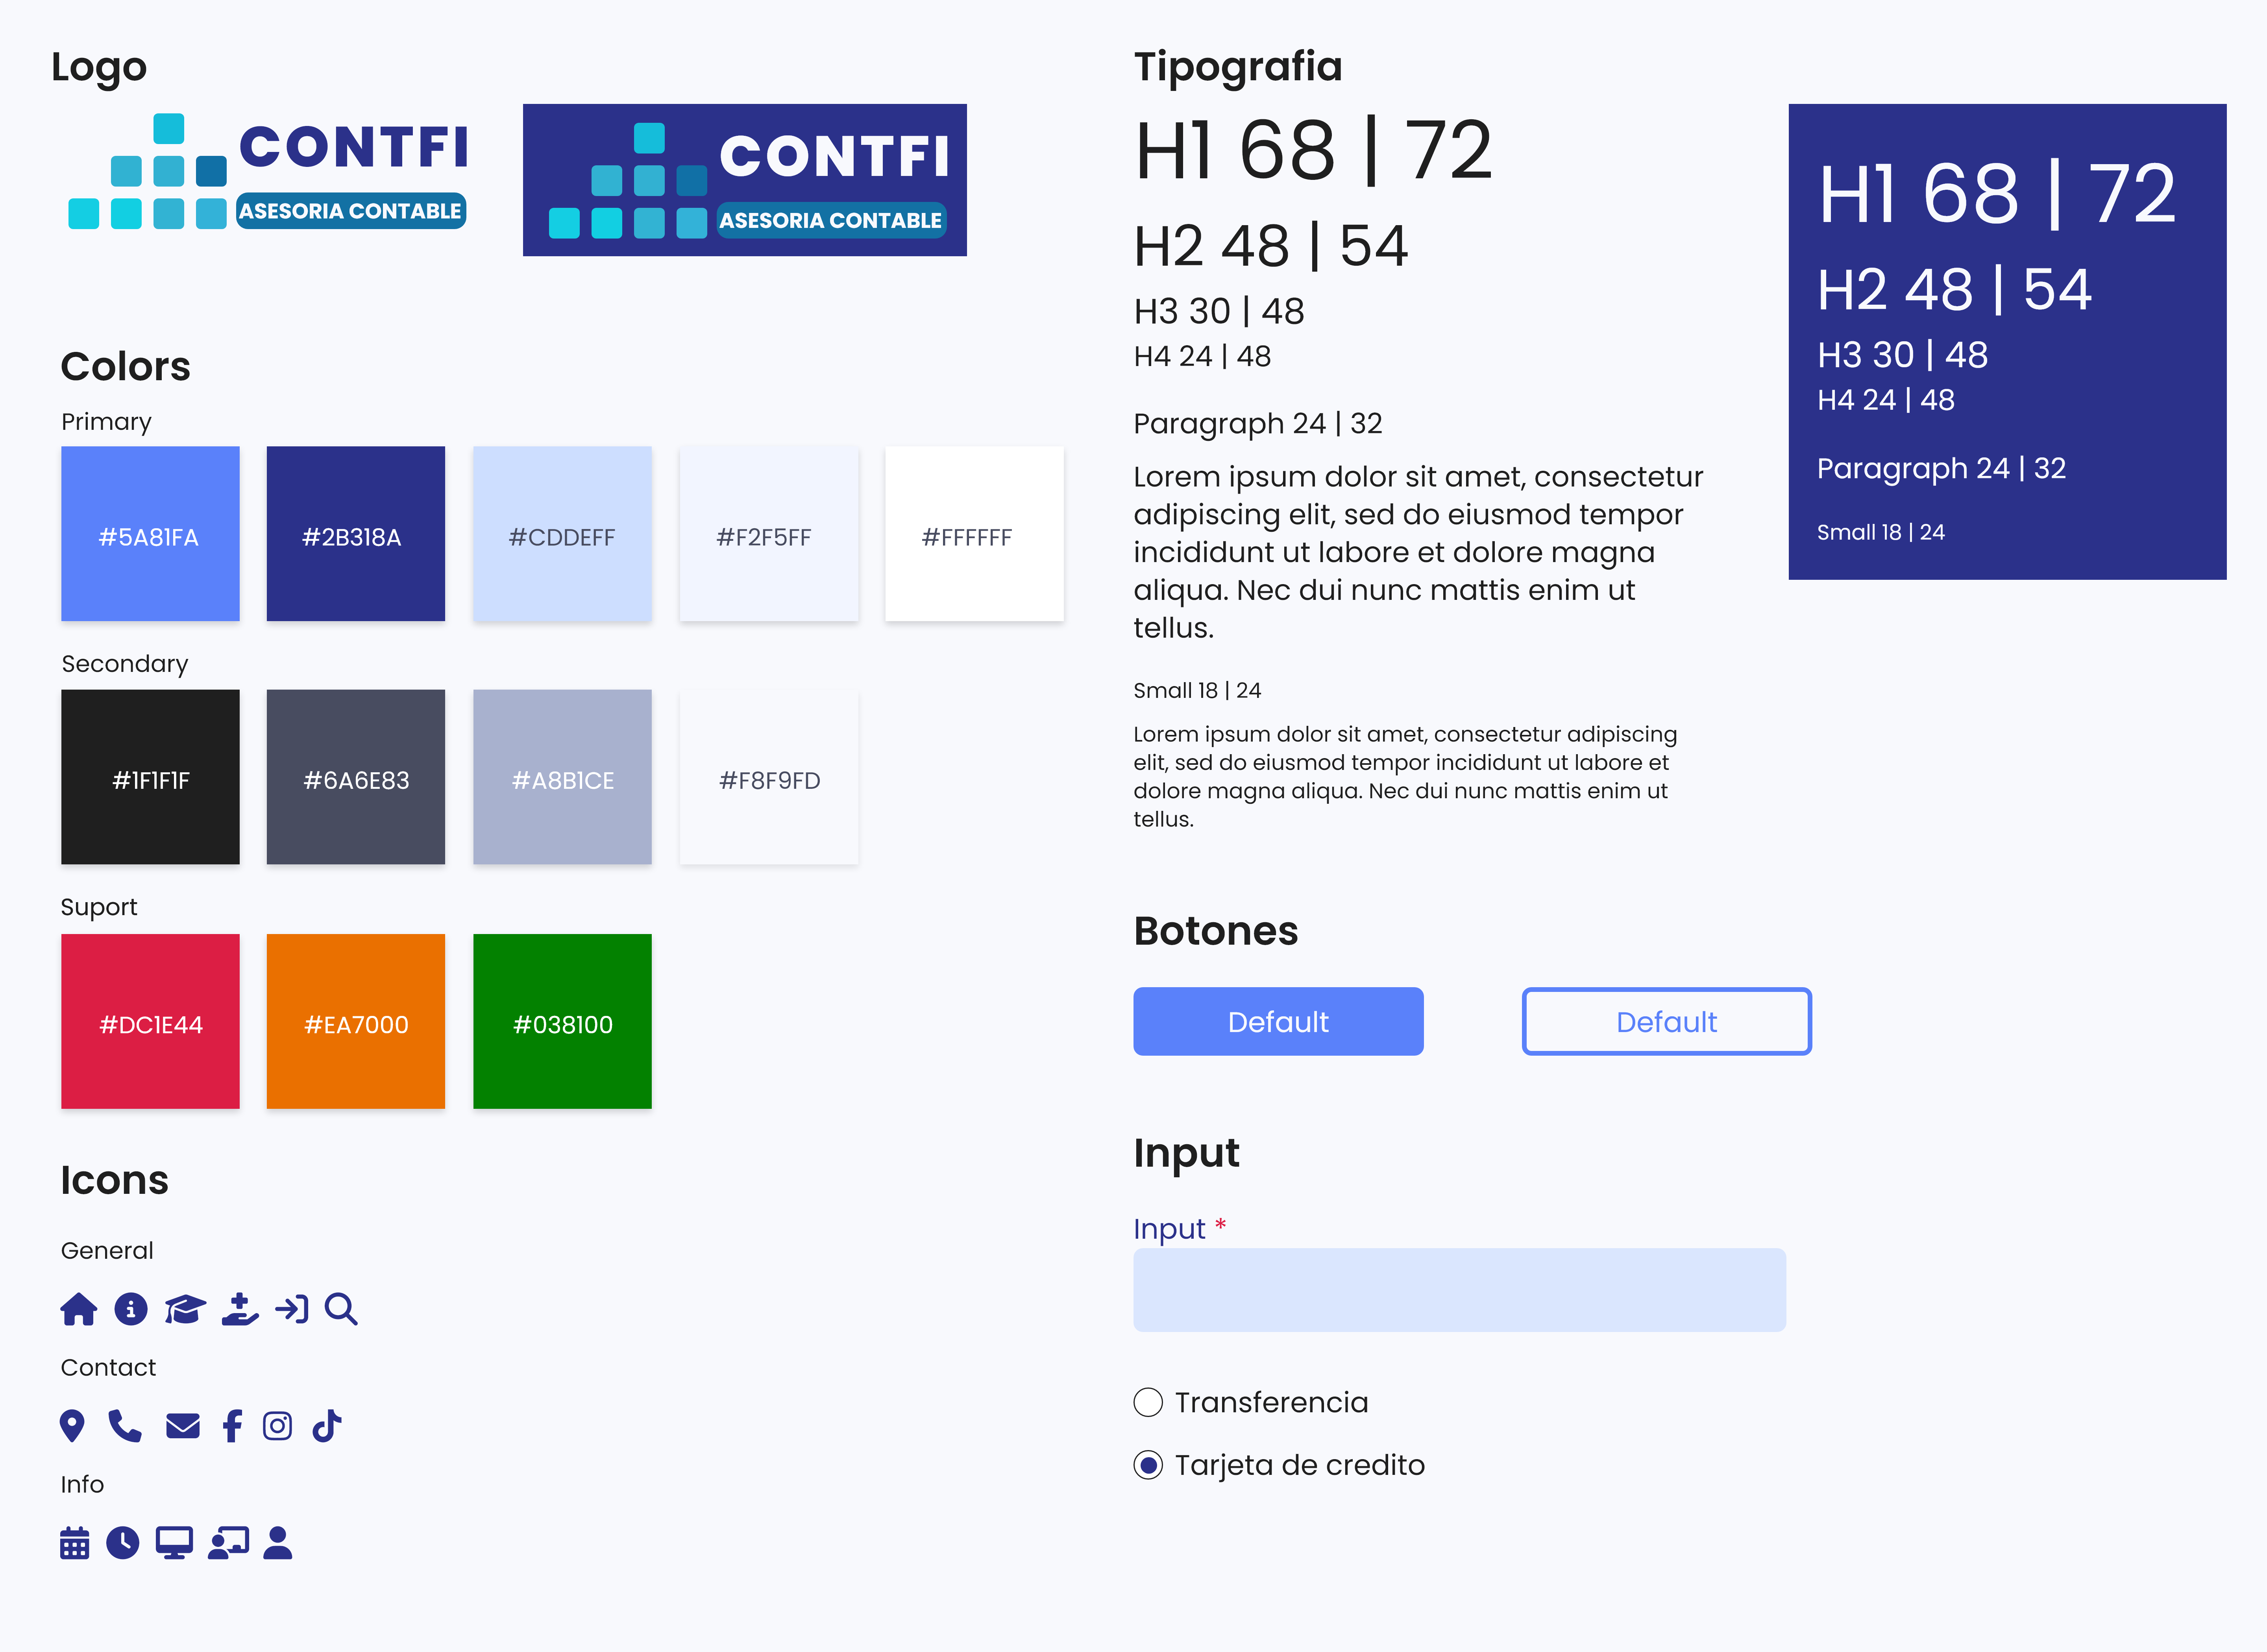 Logo
CONTFI
ASESORIA CONTABLE
CONTFI
ASESORIA CONTABLE
Colors
Primary
#5A81FA
#2B318A
#CDDEFF
#F2F5FF
#FFFFFF
Secondary
#1F1F1F
#6A6E83
#A8B1CE
#F8F9FD
Suport
#DC1E44
#EA7000
#038100
Icons
General
Contact
Info
Tipografia
H1 68 | 72
H2 48 | 54
H3 30 | 48
H4 24 | 48
Paragraph 24 | 32
Lorem ipsum dolor sit amet, consectetur
adipiscing elit, sed do eiusmod tempor
incididunt ut labore et dolore magna
aliqua. Nec dui nunc mattis enim ut
tellus.
Small 18 | 24
Lorem ipsum dolor sit amet, consectetur adipiscing
elit, sed do eiusmod tempor incididunt ut labore et
dolore magna aliqua. Nec dui nunc mattis enim ut
tellus.
H1 68 | 72
H2 48 | 54
H3 30 | 48
H4 24 | 48
Paragraph 24 | 32
Small 18 | 24
Botones
Default
Default
Input
Input *
Transferencia
Tarjeta de credito